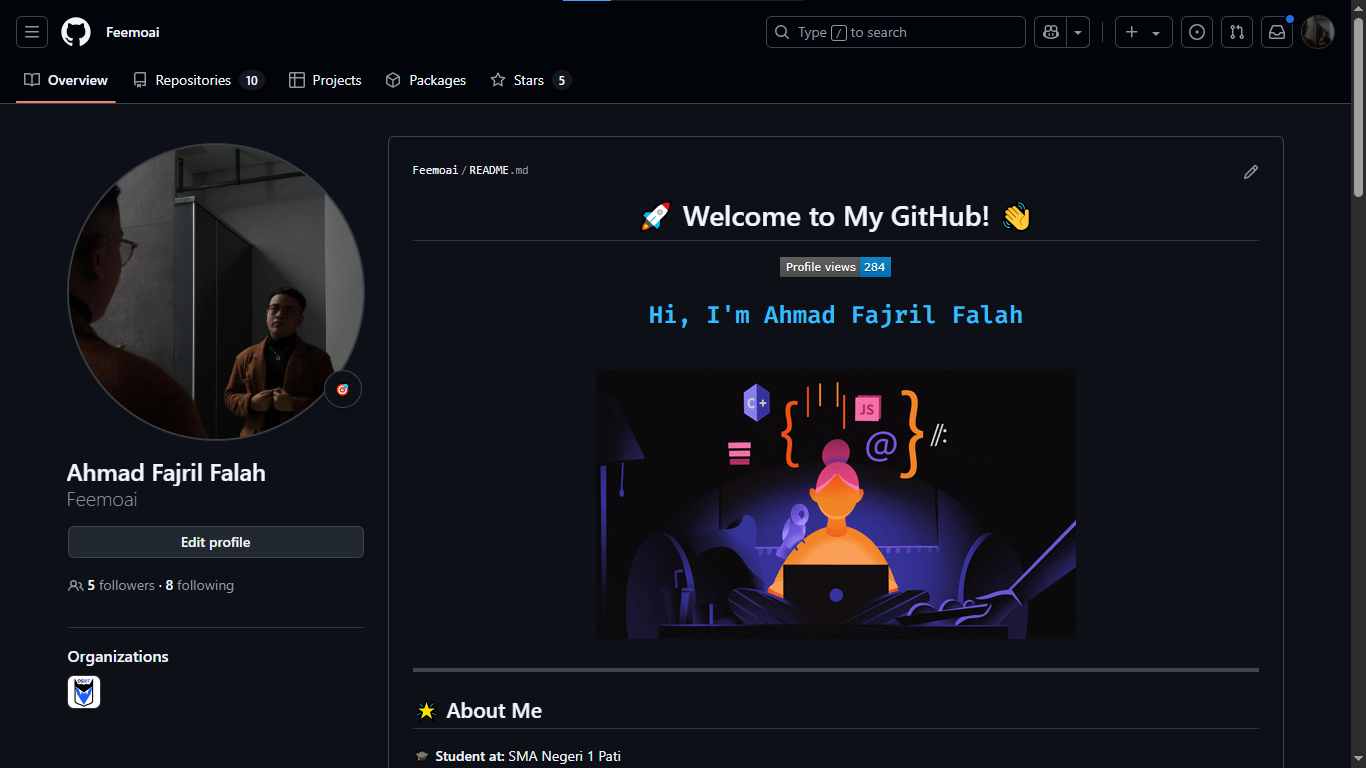 Feemoai
Type / to search
Overview
Repositories 10
Projects
Packages
Stars 5
Feemoai/README.md
🚀 Welcome to My GitHub! 👋
Profile views 284
Hi, I'm Ahmad Fajril Falah
C+
JS
@
//:
Ahmad Fajril Falah
Feemoai
Edit profile
5 followers · 8 following
Organizations
OSBIT
🌟 About Me
🎓 Student at: SMA Negeri 1 Pati